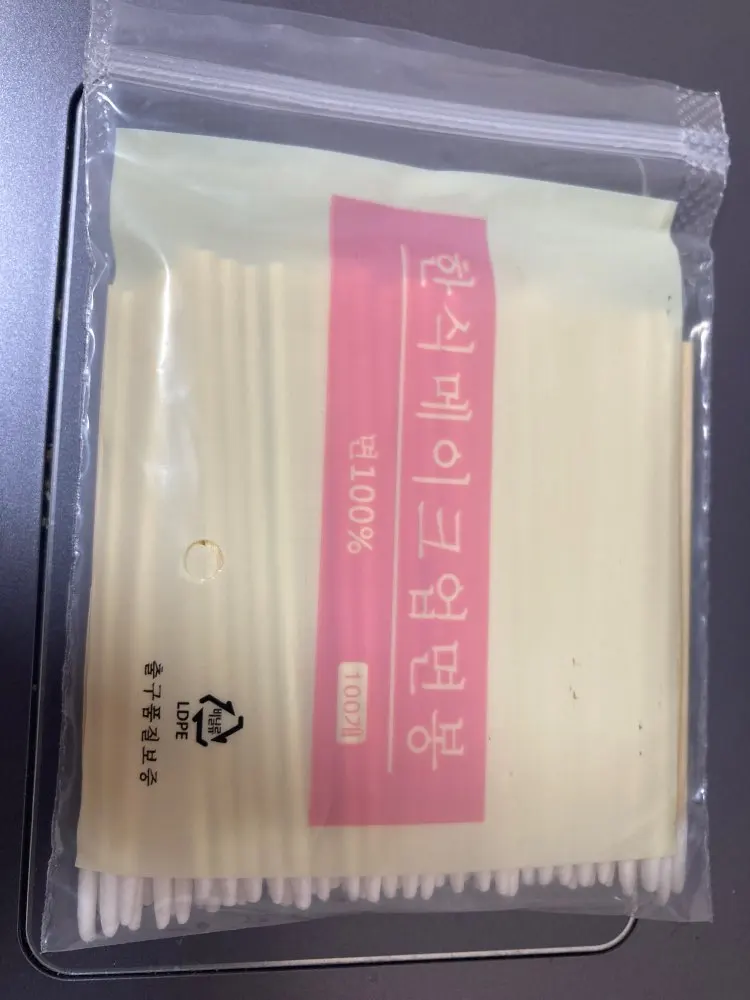 한식메이크업면봉
면100%
100개
비닐류
LDPE
출구품질보증